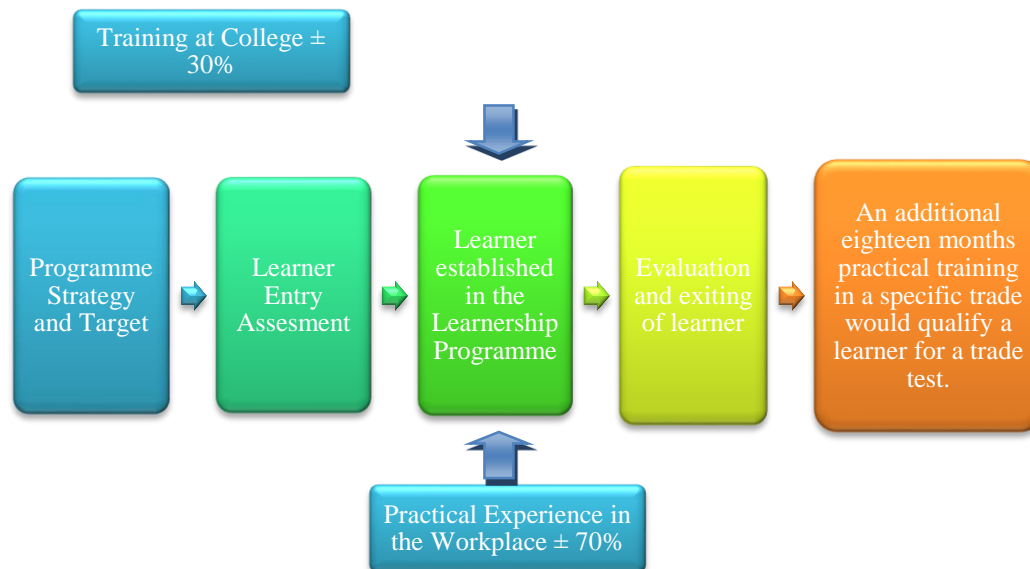 Training at College ±
30%
Programme
Strategy
and Target
Learner
Entry
Assesment
Learner
established
in the
Learnership
Programme
Evaluation
and exiting
of learner
An additional
eighteen months
practical training
in a specific trade
would qualify a
learner for a trade
test.
Practical Experience in
the Workplace ± 70%